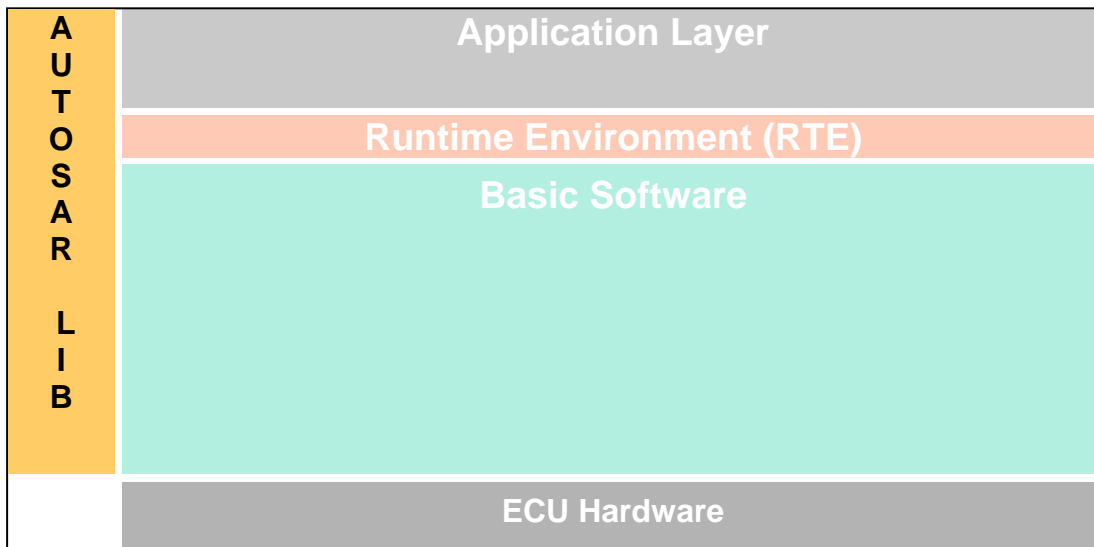 A
U
T
O
S
A
R
L
I
B
Application Layer
Runtime Environment (RTE)
Basic Software
ECU Hardware